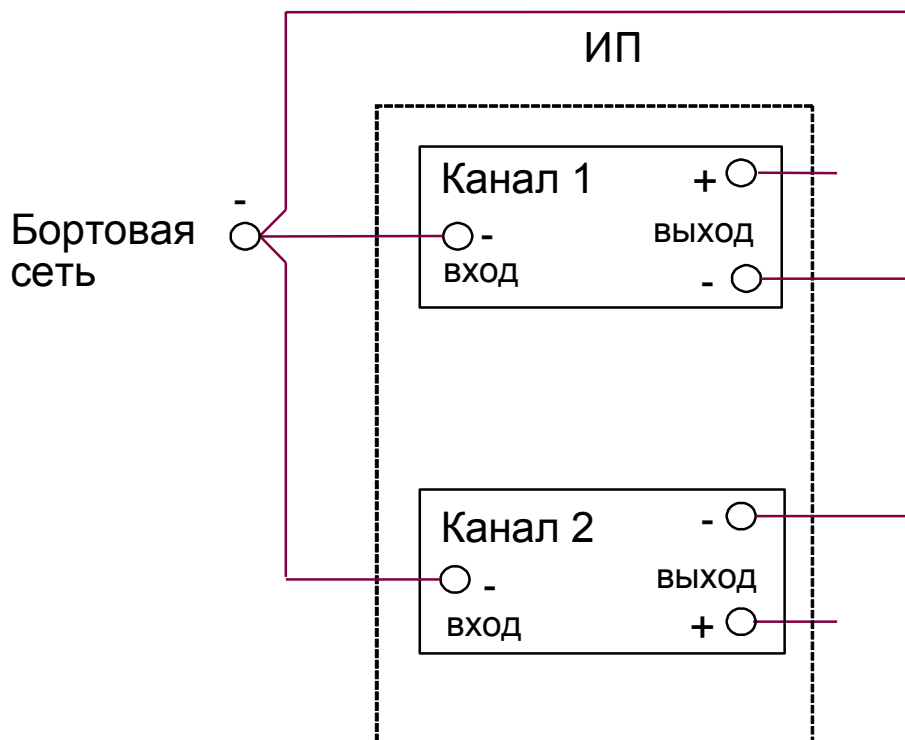 ИП
Канал 1
+
-
Бортовая
сеть
-
вход
выход
-
Канал 2
-
-
вход
выход
+